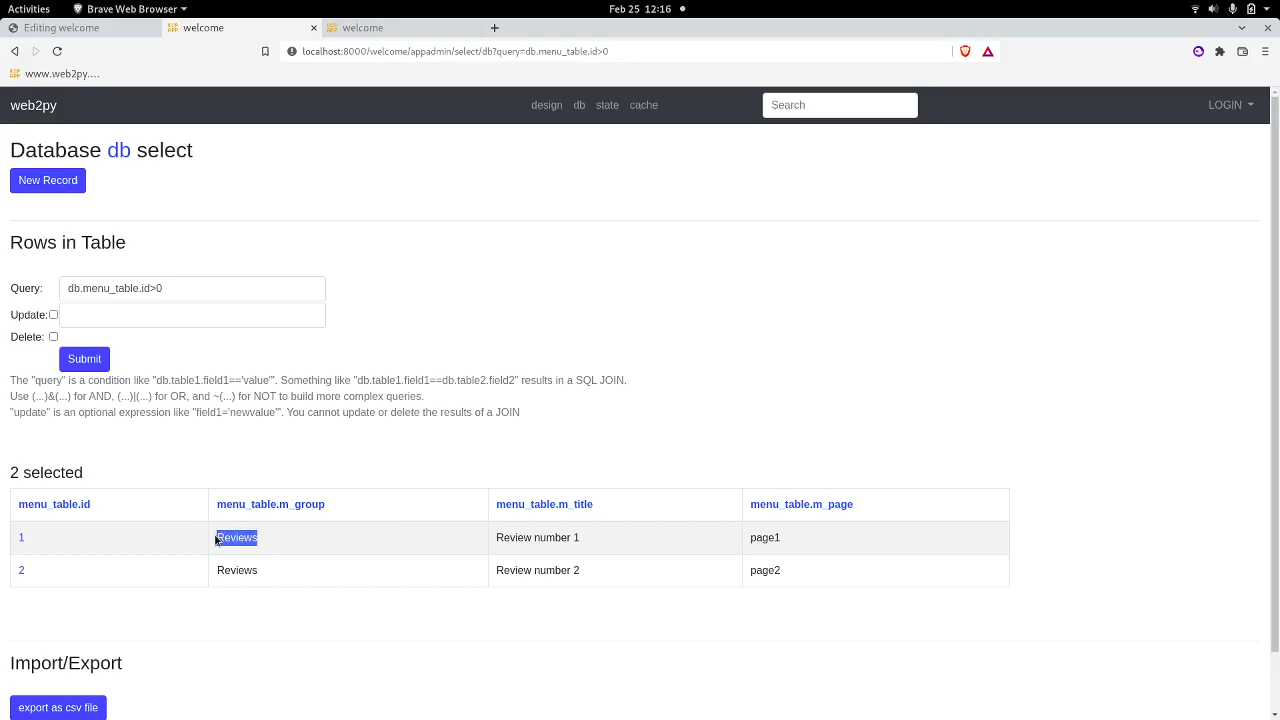 Activities Brave Web Browser Feb 25 12:16
Editing welcome welcome welcome
localhost:8000/welcome/appadmin/select/db?query=db.menu_table.id>0
www.web2py....
web2py design db state cache Search LOGIN
Database db select
New Record
Rows in Table
Query: db.menu_table.id>0
Update:
Delete:
Submit
The "query" is a condition like "db.table1.field1=='value'". Something like "db.table1.field1==db.table2.field2" results in a SQL JOIN.
Use (...)&(...) for AND, (...)|(...) for OR, and ~(...) for NOT to build more complex queries.
"update" is an optional expression like "field1='newvalue'". You cannot update or delete the results of a JOIN
2 selected
menu_table.id menu_table.m_group menu_table.m_title menu_table.m_page
1 Reviews Review number 1 page1
2 Reviews Review number 2 page2
Import/Export
export as csv file